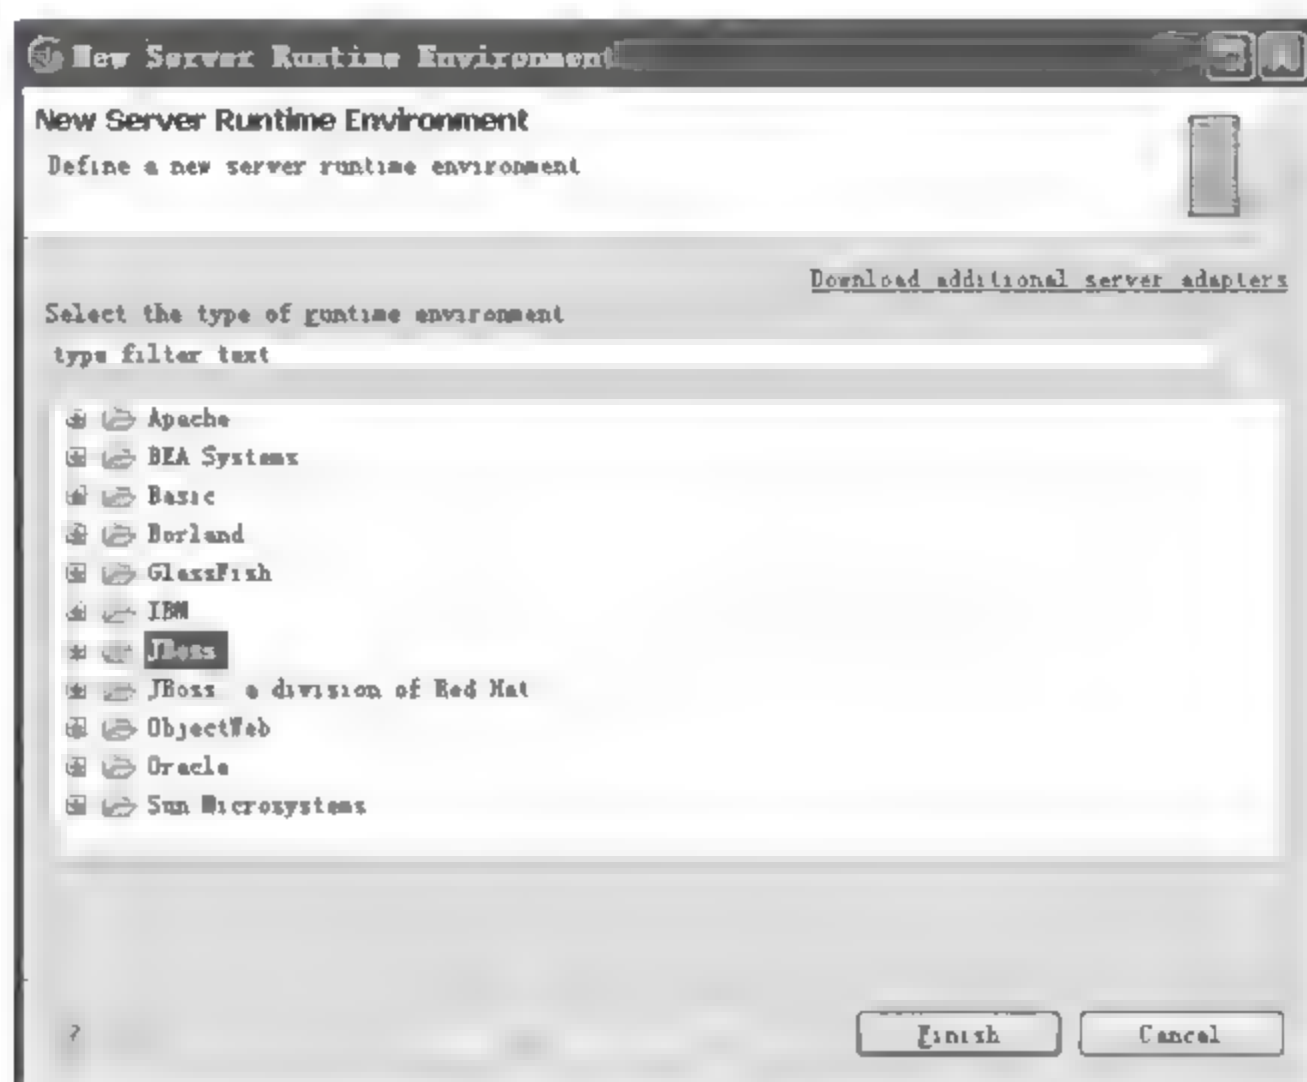 New Server Runtime Environment
New Server Runtime Environment
Define a new server runtime environment
Download additional server adapters
Select the type of runtime environment
type filter text
Apache
BEA Systems
Basic
Borland
GlassFish
IBM
JBoss
JBoss a division of Red Hat
ObjectWeb
Oracle
Sun Microsystems
?
Finish
Cancel